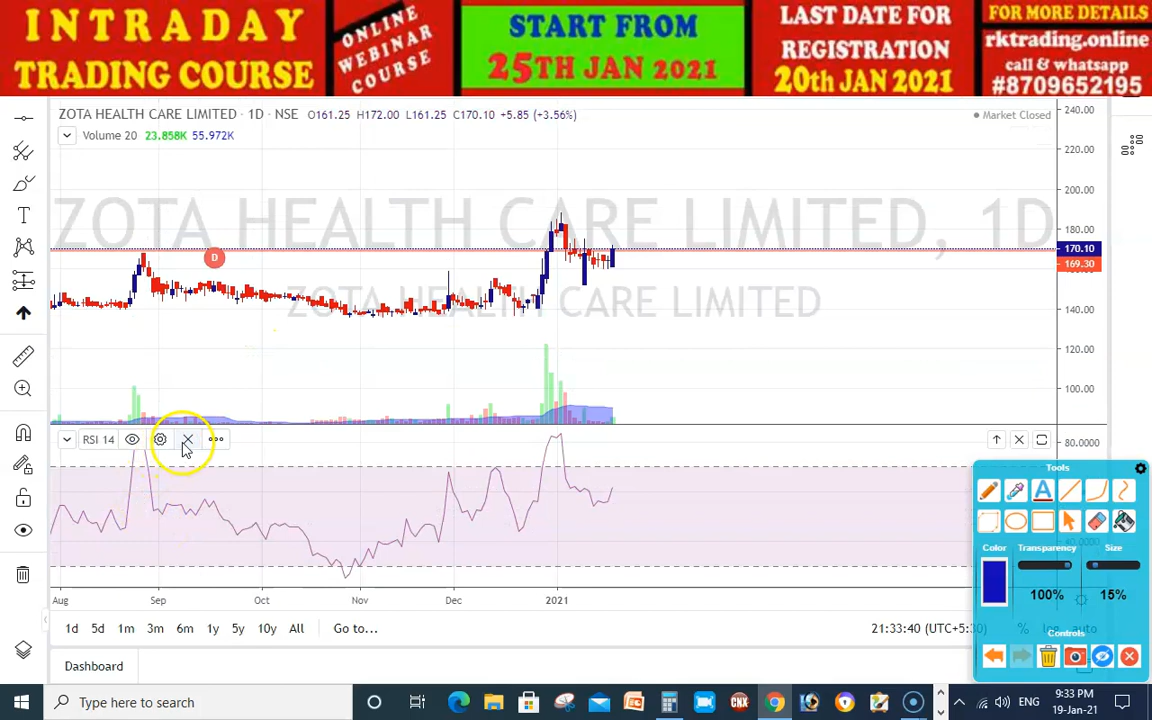 INTRADAY
TRADING COURSE
ONLINE
WEBINAR
COURSE
START FROM
25TH JAN 2021
LAST DATE FOR
REGISTRATION
20th JAN 2021
FOR MORE DETAILS
rktrading.online
call & whatsapp
#8709652195
ZOTA HEALTH CARE LIMITED · 1D · NSE O161.25 H172.00 L161.25 C170.10 +5.85 (+3.56%)
Market Closed
Volume 20 23.858K 55.972K
240.00
220.00
200.00
180.00
170.10
169.30
140.00
120.00
100.00
ZOTA HEALTH CARE LIMITED, 1D
ZOTA HEALTH CARE LIMITED
D
RSI 14
80.0000
Tools
Color Transparency Size
100% 15%
Controls
Aug Sep Oct Nov Dec 2021
1d 5d 1m 3m 6m 1y 5y 10y All Go to...
21:33:40 (UTC+5:30) % log auto
Dashboard
Type here to search
CNX
ENG
9:33 PM
19-Jan-21